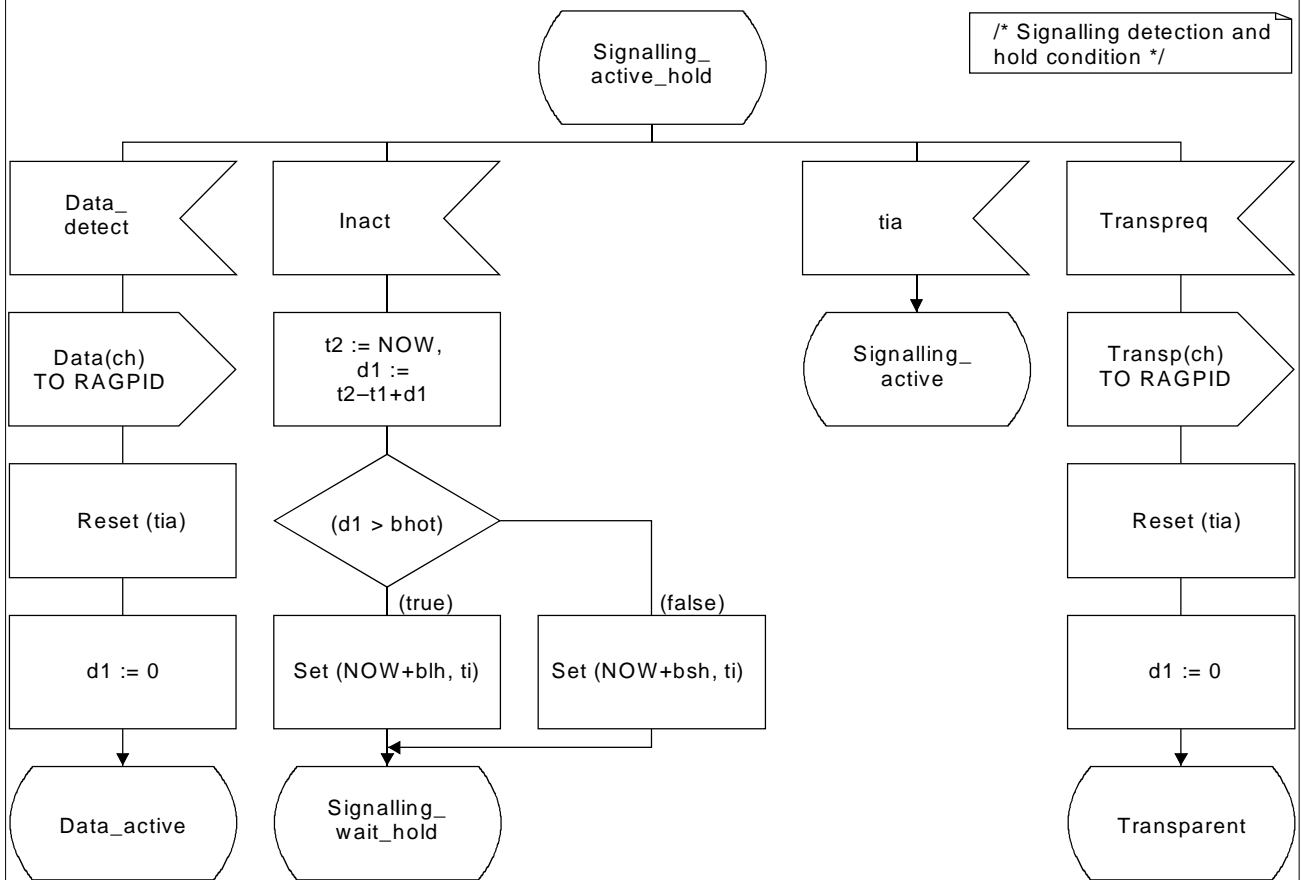 Signalling_
active_hold
/* Signalling detection and
hold condition */
Data_
detect
Inact
tia
Transpreq
Data(ch)
TO RAGPID
t2 := NOW,
d1 :=
t2–t1+d1
Signalling_
active
Transp(ch)
TO RAGPID
Reset (tia)
(d1 > bhot)
Reset (tia)
(true)
(false)
d1 := 0
Set (NOW+blh, ti)
Set (NOW+bsh, ti)
d1 := 0
Data_active
Signalling_
wait_hold
Transparent